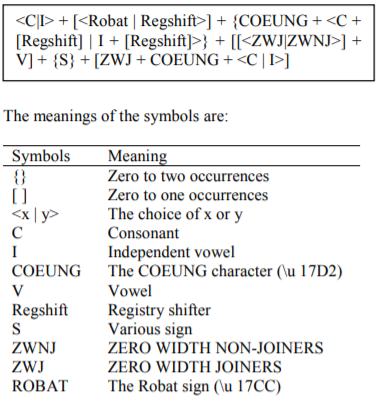 <C|I> + [<Robat | Regshift>] + {COEUNG + <C +
[Regshift] | I + [Regshift]>} + [[<ZWJ|ZWNJ>] +
V] + {S} + [ZWJ + COEUNG + <C | I>]
The meanings of the symbols are:
Symbols Meaning
{} Zero to two occurrences
[ ] Zero to one occurrences
<x | y> The choice of x or y
C Consonant
I Independent vowel
COEUNG The COEUNG character (\u 17D2)
V Vowel
Regshift Registry shifter
S Various sign
ZWNJ ZERO WIDTH NON-JOINERS
ZWJ ZERO WIDTH JOINERS
ROBAT The Robat sign (\u 17CC)